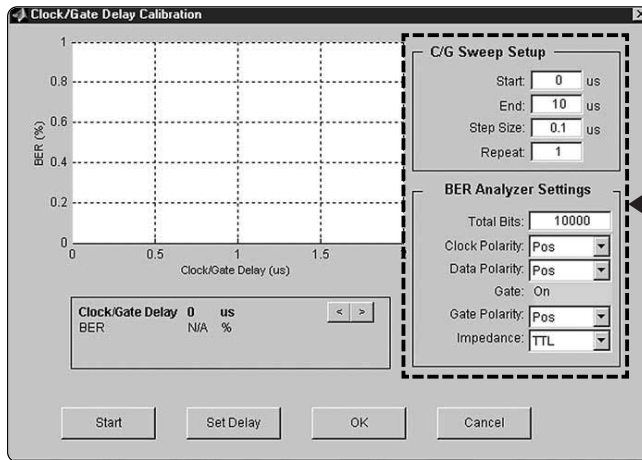 Clock/Gate Delay Calibration
1
0.8
0.6
0.4
0.2
0
BER (%)
0 0.5 1 1.5 2
Clock/Gate Delay (us)
Clock/Gate Delay 0 us < >
BER N/A %
C/G Sweep Setup
Start: 0 us
End: 10 us
Step Size: 0.1 us
Repeat: 1
BER Analyzer Settings
Total Bits: 10000
Clock Polarity: Pos
Data Polarity: Pos
Gate: On
Gate Polarity: Pos
Impedance: TTL
Start Set Delay OK Cancel